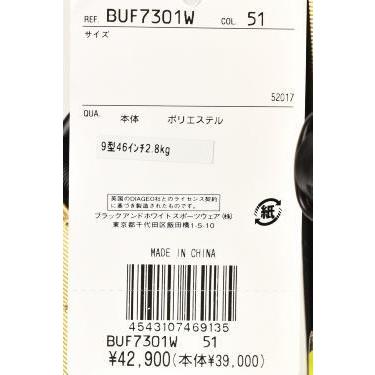 REF. BUF7301W COL. 51
サイズ
52017
QUA. 本体 ポリエステル
9型46インチ2.8kg
英国のDIAGEO社とのライセンス契約
に基づき製造されたものです。
ブラックアンドホワイトスポーツウェア(株)
東京都千代田区飯田橋1-5-10
紙
MADE IN CHINA
4543107469135
BUF7301W 51
¥42,900(本体¥39,000)